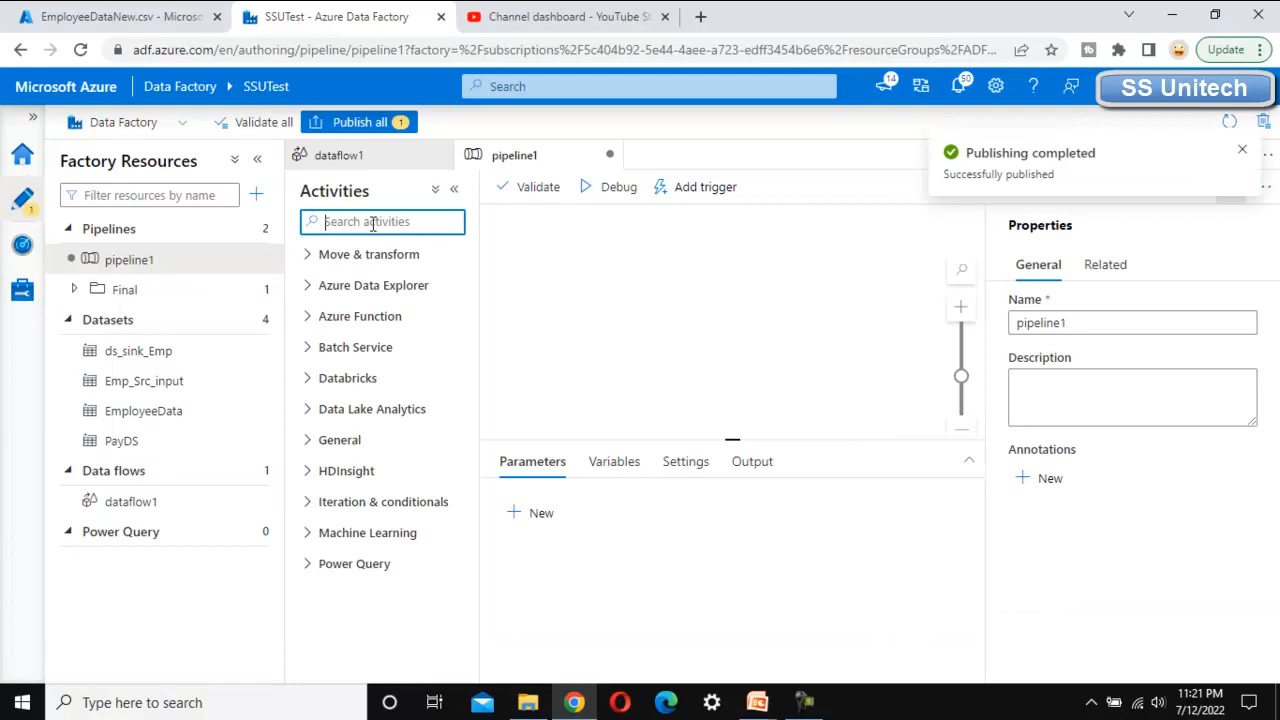 EmployeeDataNew.csv - Microso
SSUTest - Azure Data Factory
Channel dashboard - YouTube St
adf.azure.com/en/authoring/pipeline/pipeline1?factory=%2Fsubscriptions%2F5c404b92-5e44-4aee-a723-edff3454b6e6%2FresourceGroups%2FADF...
Update
Microsoft Azure
Data Factory
SSUTest
Search
14
50
SS Unitech
Data Factory
Validate all
Publish all
1
dataflow1
pipeline1
Publishing completed
Successfully published
Factory Resources
Filter resources by name
1
Pipelines
2
pipeline1
Final
1
Datasets
4
ds_sink_Emp
Emp_Src_input
EmployeeData
PayDS
Data flows
1
dataflow1
Power Query
0
Activities
Search activities
Move & transform
Azure Data Explorer
Azure Function
Batch Service
Databricks
Data Lake Analytics
General
HDInsight
Iteration & conditionals
Machine Learning
Power Query
Validate
Debug
Add trigger
Parameters
Variables
Settings
Output
New
Properties
General
Related
Name *
pipeline1
Description
Annotations
New
Type here to search
11:21 PM
7/12/2022